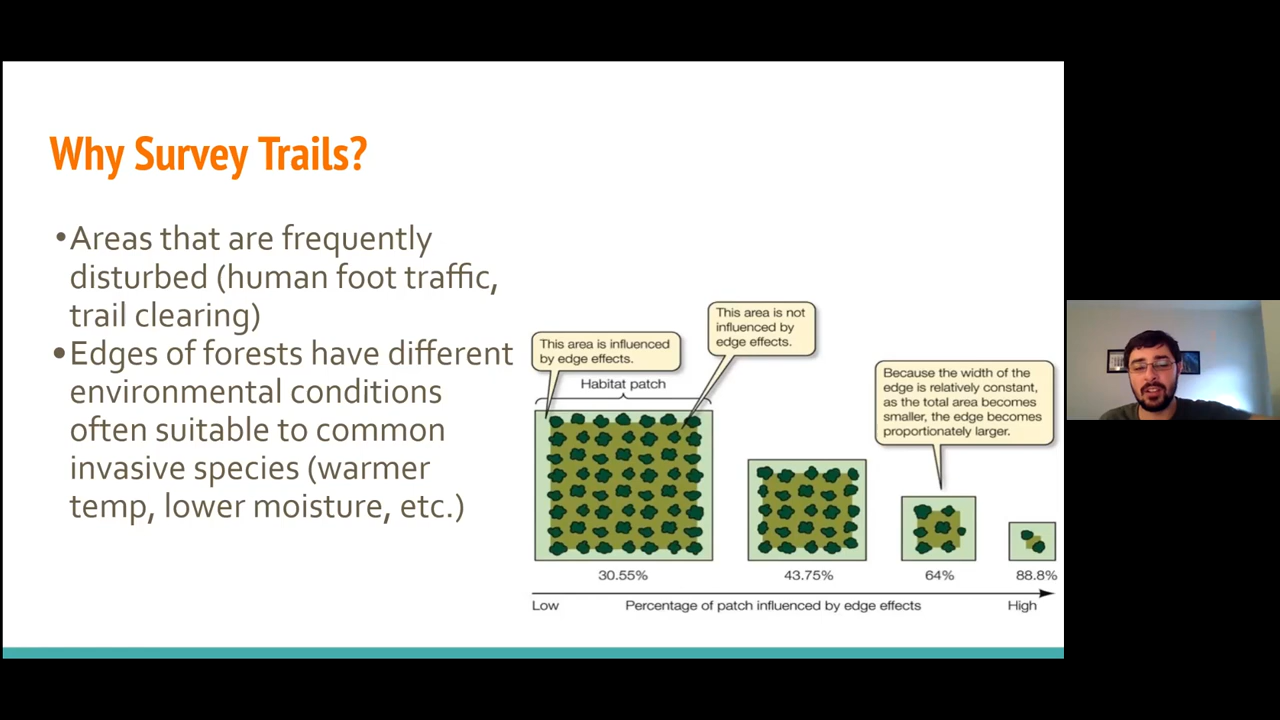 Why Survey Trails?
•Areas that are frequently
disturbed (human foot traffic,
trail clearing)
•Edges of forests have different
environmental conditions
often suitable to common
invasive species (warmer
temp, lower moisture, etc.)
This area is influenced
by edge effects.
This area is not
influenced by
edge effects.
Because the width of the
edge is relatively constant,
as the total area becomes
smaller, the edge becomes
proportionately larger.
Habitat patch
30.55%
43.75%
64%
88.8%
Low
Percentage of patch influenced by edge effects
High